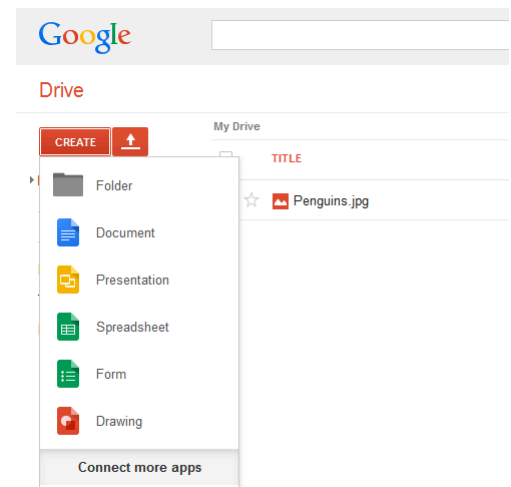 Google
Drive
CREATE
My Drive
TITLE
Folder
Penguins.jpg
Document
Presentation
Spreadsheet
Form
Drawing
Connect more apps